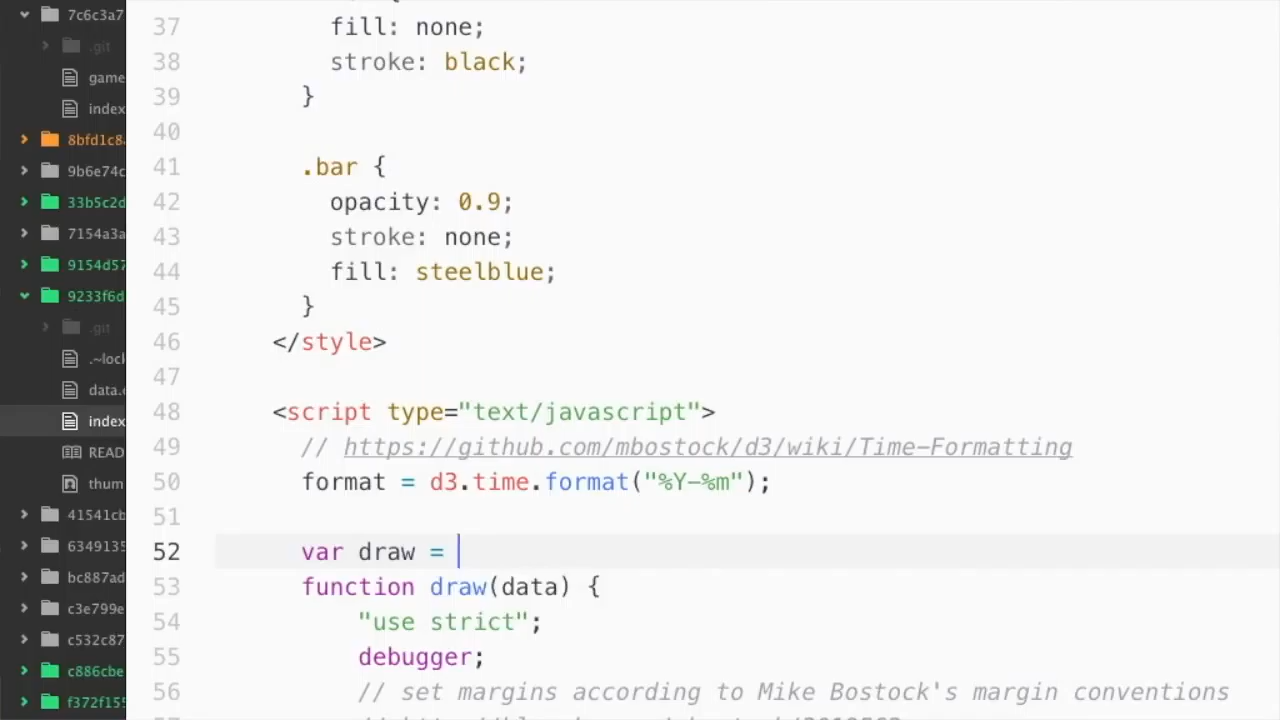 7c6c3a7
.git
game
index
8bfd1c8
9b6e74c
33b5c2d
7154a3a
9154d57
9233f6d
.git
.~lock
data.
index
READ
thum
41541cb
6349135
bc887ad
c3e799e
c532c87
c886cbe
f372f155
37 fill: none;
38 stroke: black;
39 }
40
41 .bar {
42 opacity: 0.9;
43 stroke: none;
44 fill: steelblue;
45 }
46 </style>
47
48 <script type="text/javascript">
49 // https://github.com/mbostock/d3/wiki/Time-Formatting
50 format = d3.time.format("%Y-%m");
51
52 var draw =
53 function draw(data) {
54 "use strict";
55 debugger;
56 // set margins according to Mike Bostock's margin conventions